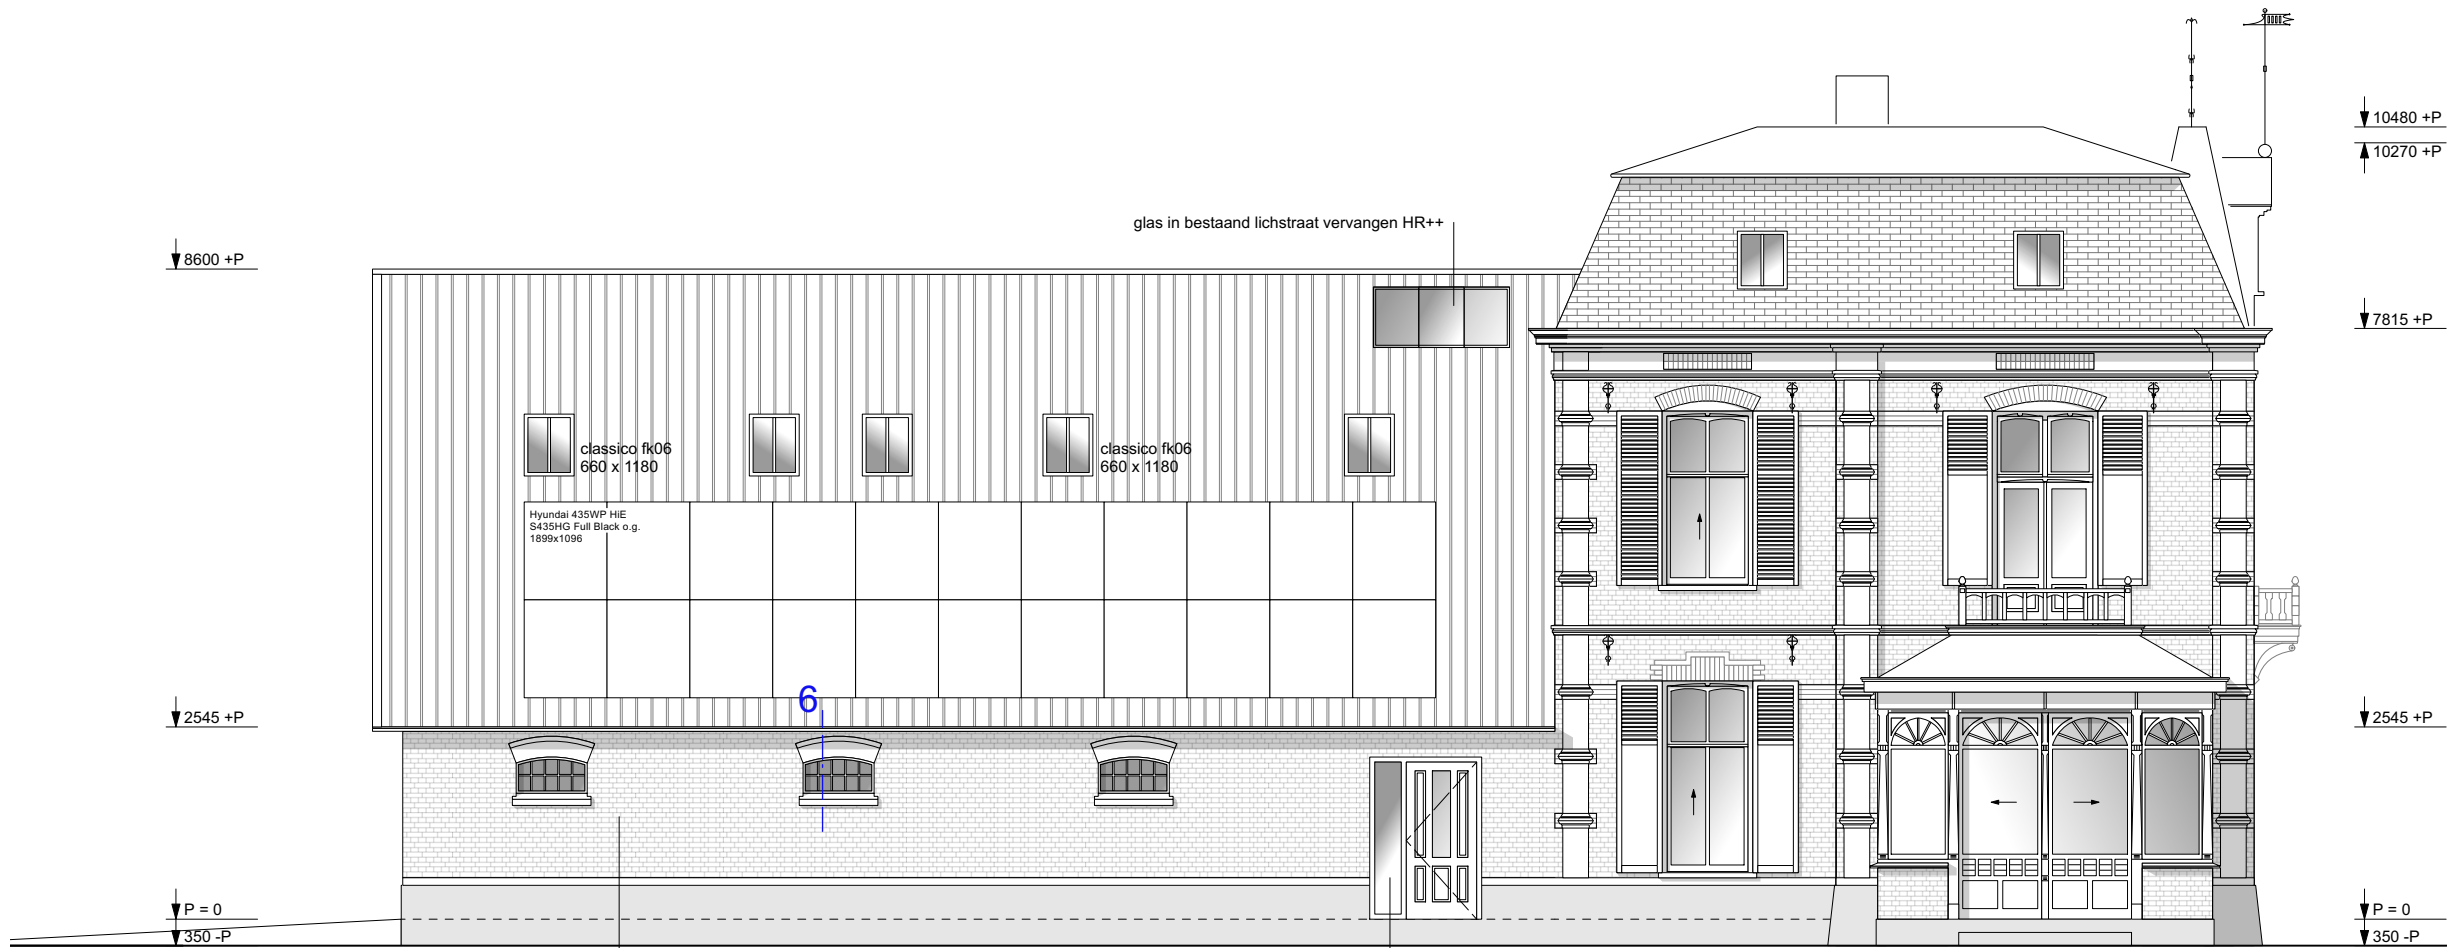 10480 +P
10270 +P
glas in bestaand lichstraat vervangen HR++
8600 +P
7815 +P
classico fk06
660 x 1180
classico fk06
660 x 1180
Hyundai 435WP HiE
S435HG Full Black o.g.
1899x1096
6
2545 +P
2545 +P
P = 0
350 -P
P = 0
350 -P